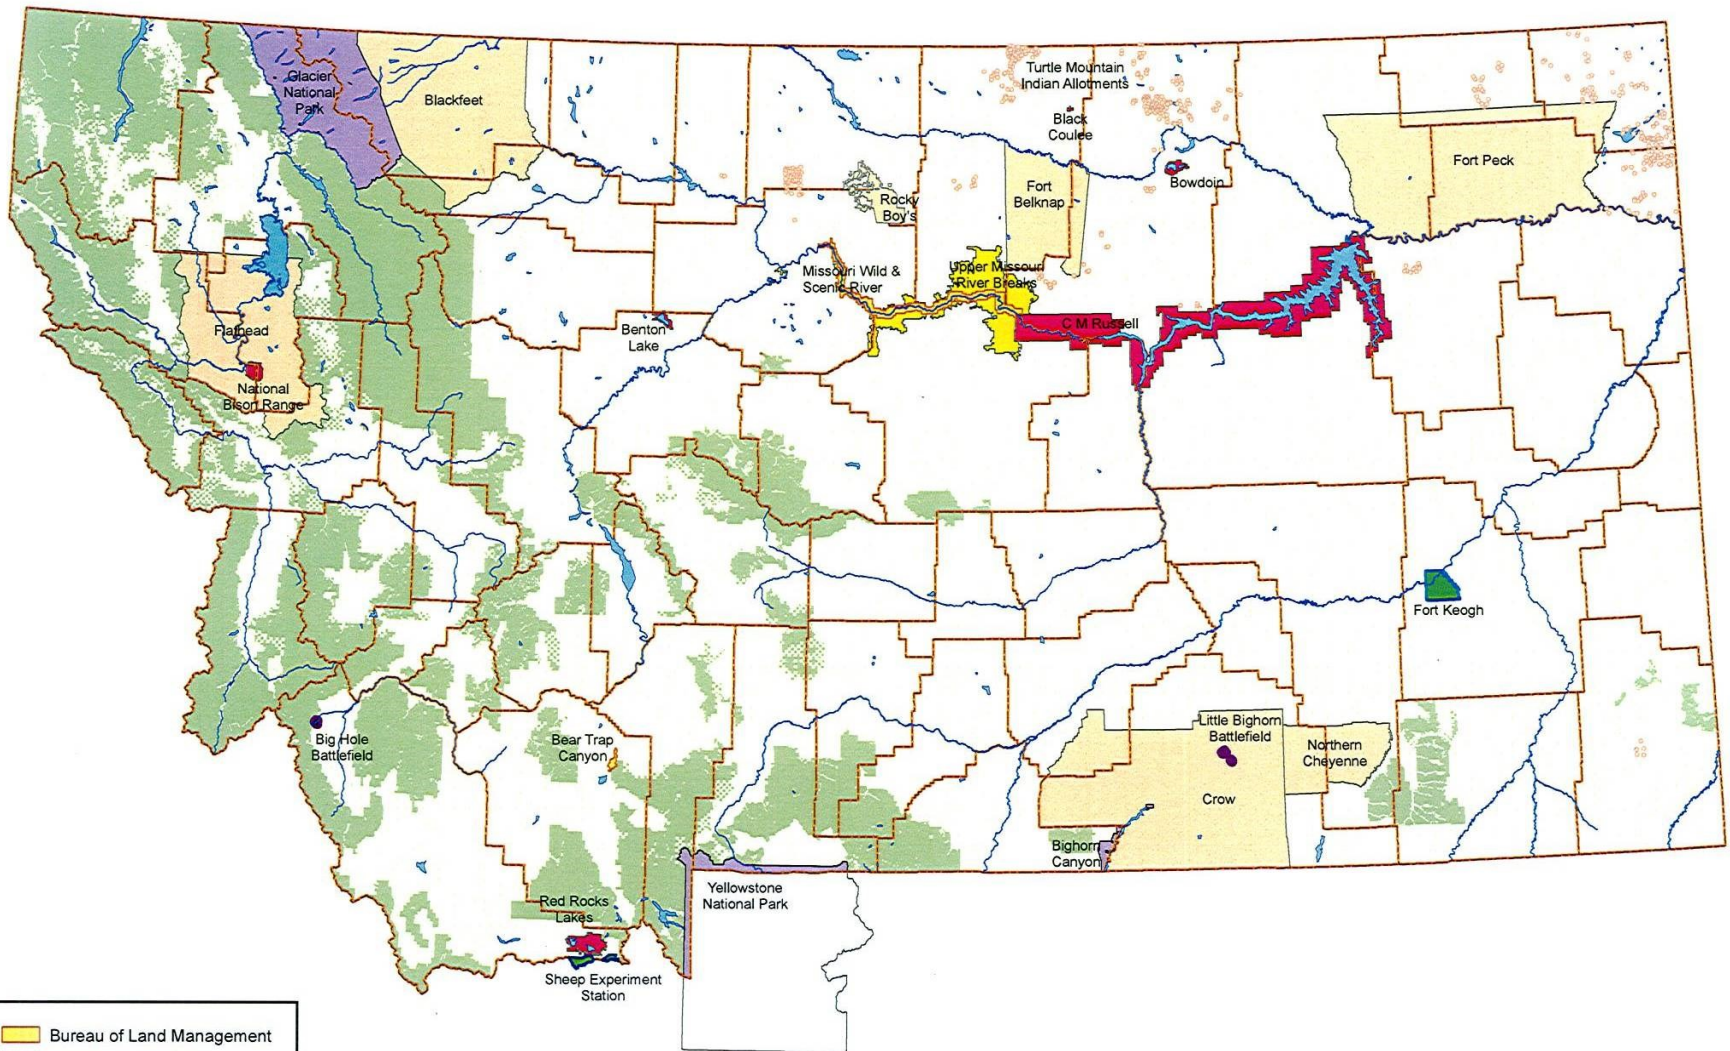 Glacier
National
Park
Blackfeet
Turtle Mountain
Indian Allotments
Black
Coulee
Bowdoin
Fort Peck
Rocky
Boy's
Fort
Belknap
Missouri Wild &
Scenic River
Upper Missouri
River Breaks
C M Russell
Flathead
National
Bison Range
Benton
Lake
Fort Keogh
Big Hole
Battlefield
Bear Trap
Canyon
Little Bighorn
Battlefield
Northern
Cheyenne
Crow
Bighorn
Canyon
Yellowstone
National Park
Red Rocks
Lakes
Sheep Experiment
Station
Bureau of Land Management